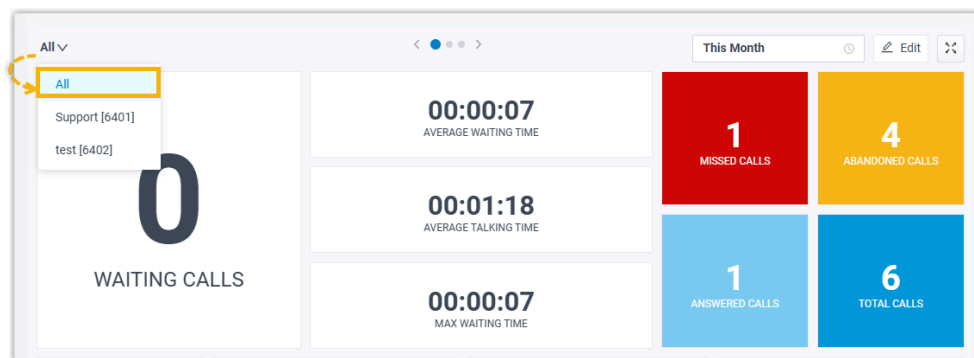 All
This Month
Edit
All
Support [6401]
test [6402]
0
WAITING CALLS
00:00:07
AVERAGE WAITING TIME
00:01:18
AVERAGE TALKING TIME
00:00:07
MAX WAITING TIME
1
MISSED CALLS
4
ABANDONED CALLS
1
ANSWERED CALLS
6
TOTAL CALLS